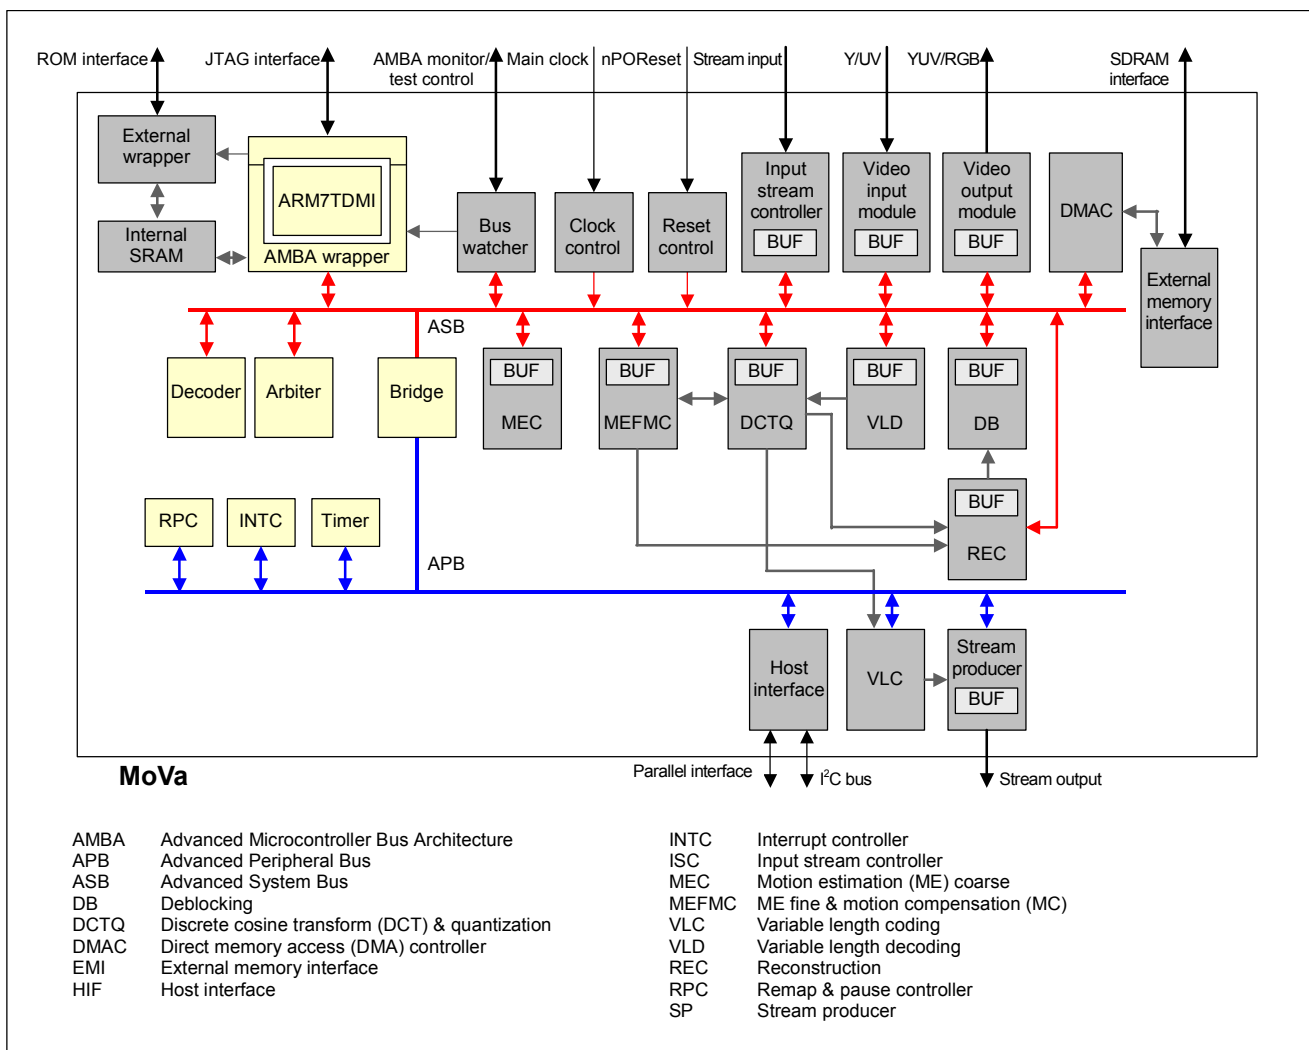 ROM interface
JTAG interface
AMBA monitor/
test control
Main clock
nPOReset
Stream input
Y/UV
YUV/RGB
SDRAM
interface
External
wrapper
ARM7TDMI
AMBA wrapper
Internal
SRAM
Bus
watcher
Clock
control
Reset
control
Input
stream
controller
BUF
Video
input
module
BUF
Video
output
module
BUF
DMAC
External
memory
interface
ASB
Decoder
Arbiter
Bridge
BUF
MEC
BUF
MEFMC
BUF
DCTQ
BUF
VLD
BUF
DB
BUF
REC
RPC
INTC
Timer
APB
Host
interface
VLC
Stream
producer
BUF
MoVa
Parallel interface
I²C bus
Stream output
AMBA Advanced Microcontroller Bus Architecture
APB Advanced Peripheral Bus
ASB Advanced System Bus
DB Deblocking
DCTQ Discrete cosine transform (DCT) & quantization
DMAC Direct memory access (DMA) controller
EMI External memory interface
HIF Host interface
INTC Interrupt controller
ISC Input stream controller
MEC Motion estimation (ME) coarse
MEFMC ME fine & motion compensation (MC)
VLC Variable length coding
VLD Variable length decoding
REC Reconstruction
RPC Remap & pause controller
SP Stream producer